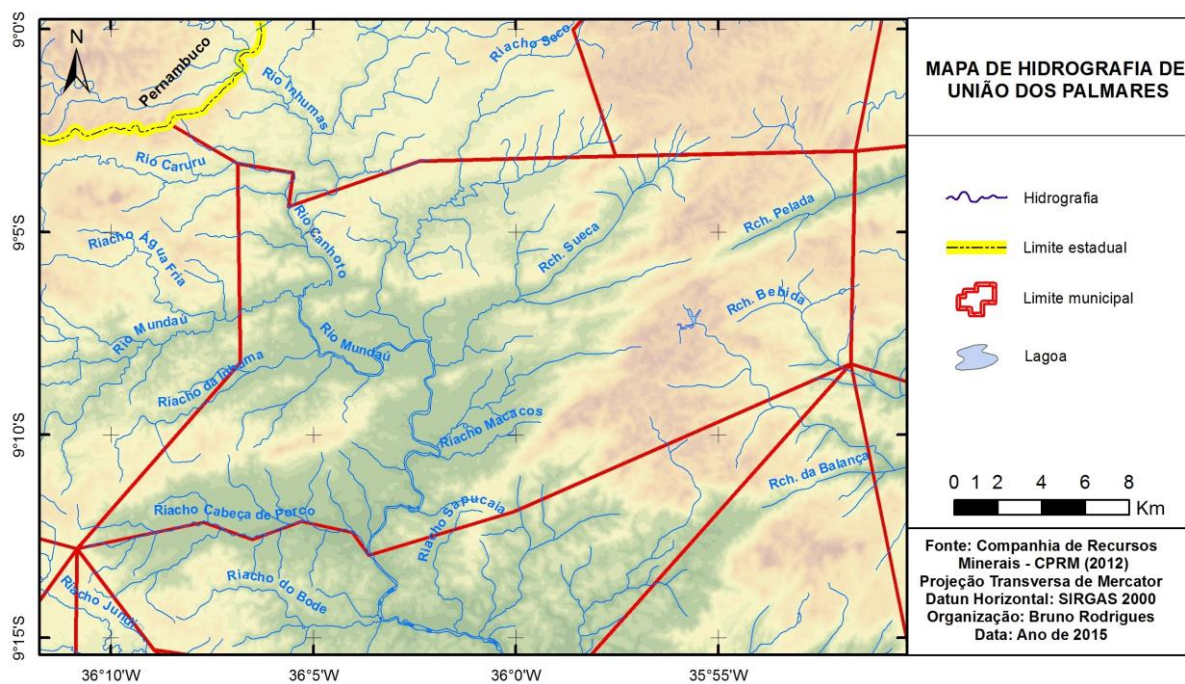 9°0'S
9°5'S
9°10'S
9°15'S
36°10'W
36°5'W
36°0'W
35°55'W
N
Pernambuco
Rio Inhumas
Riacho Seco
Rio Caruru
Rio Canhoto
Rch. Sueca
Rch. Pelada
Riacho Água Fria
Rio Mundaú
Rio Mundaú
Rch. Bebida
Riacho da Inhuma
Riacho Macacos
Rch. da Balança
Riacho Cabeça de Porco
Riacho Sapucaia
Riacho do Bode
Riacho Jundi
MAPA DE HIDROGRAFIA DE
UNIÃO DOS PALMARES
Hidrografia
Limite estadual
Limite municipal
Lagoa
0 1 2 4 6 8
Km
Fonte: Companhia de Recursos
Minerais - CPRM (2012)
Projeção Transversa de Mercator
Datun Horizontal: SIRGAS 2000
Organização: Bruno Rodrigues
Data: Ano de 2015